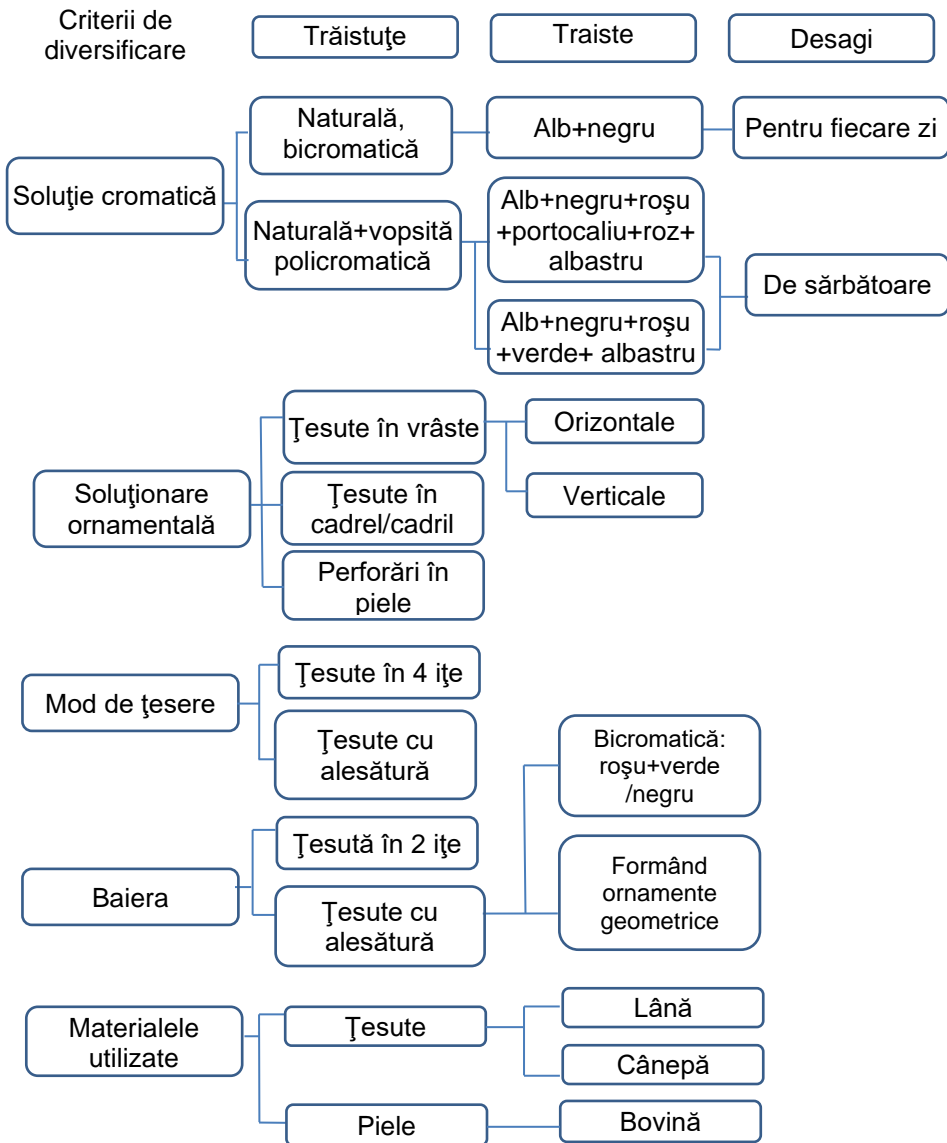 Criterii de
diversificare
Trăistuţe
Traiste
Desagi
Soluţie cromatică
Naturală,
bicromatică
Alb+negru
Pentru fiecare zi
Naturală+vopsită
policromatică
Alb+negru+roşu
+portocaliu+roz+
albastru
Alb+negru+roşu
+verde+ albastru
De sărbătoare
Soluţionare
ornamentală
Ţesute în vrâste
Orizontale
Verticale
Ţesute în
cadrel/cadril
Perforări în
piele
Mod de ţesere
Ţesute în 4 iţe
Ţesute cu
alesătură
Baiera
Ţesută în 2 iţe
Ţesute cu
alesătură
Bicromatică:
roşu+verde
/negru
Formând
ornamente
geometrice
Materialele
utilizate
Ţesute
Lână
Cânepă
Piele
Bovină